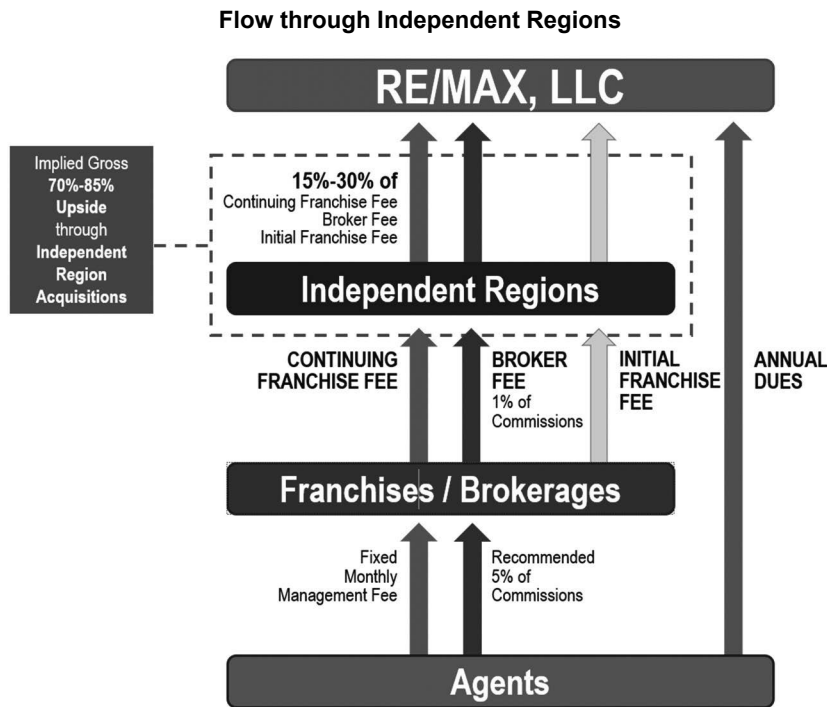 Flow through Independent Regions
RE/MAX, LLC
Implied Gross
70%-85%
Upside
through
Independent
Region
Acquisitions
15%-30% of
Continuing Franchise Fee
Broker Fee
Initial Franchise Fee
Independent Regions
CONTINUING
FRANCHISE FEE
BROKER
FEE
1% of
Commissions
INITIAL
FRANCHISE
FEE
ANNUAL
DUES
Franchises / Brokerages
Fixed
Monthly
Management Fee
Recommended
5% of
Commissions
Agents